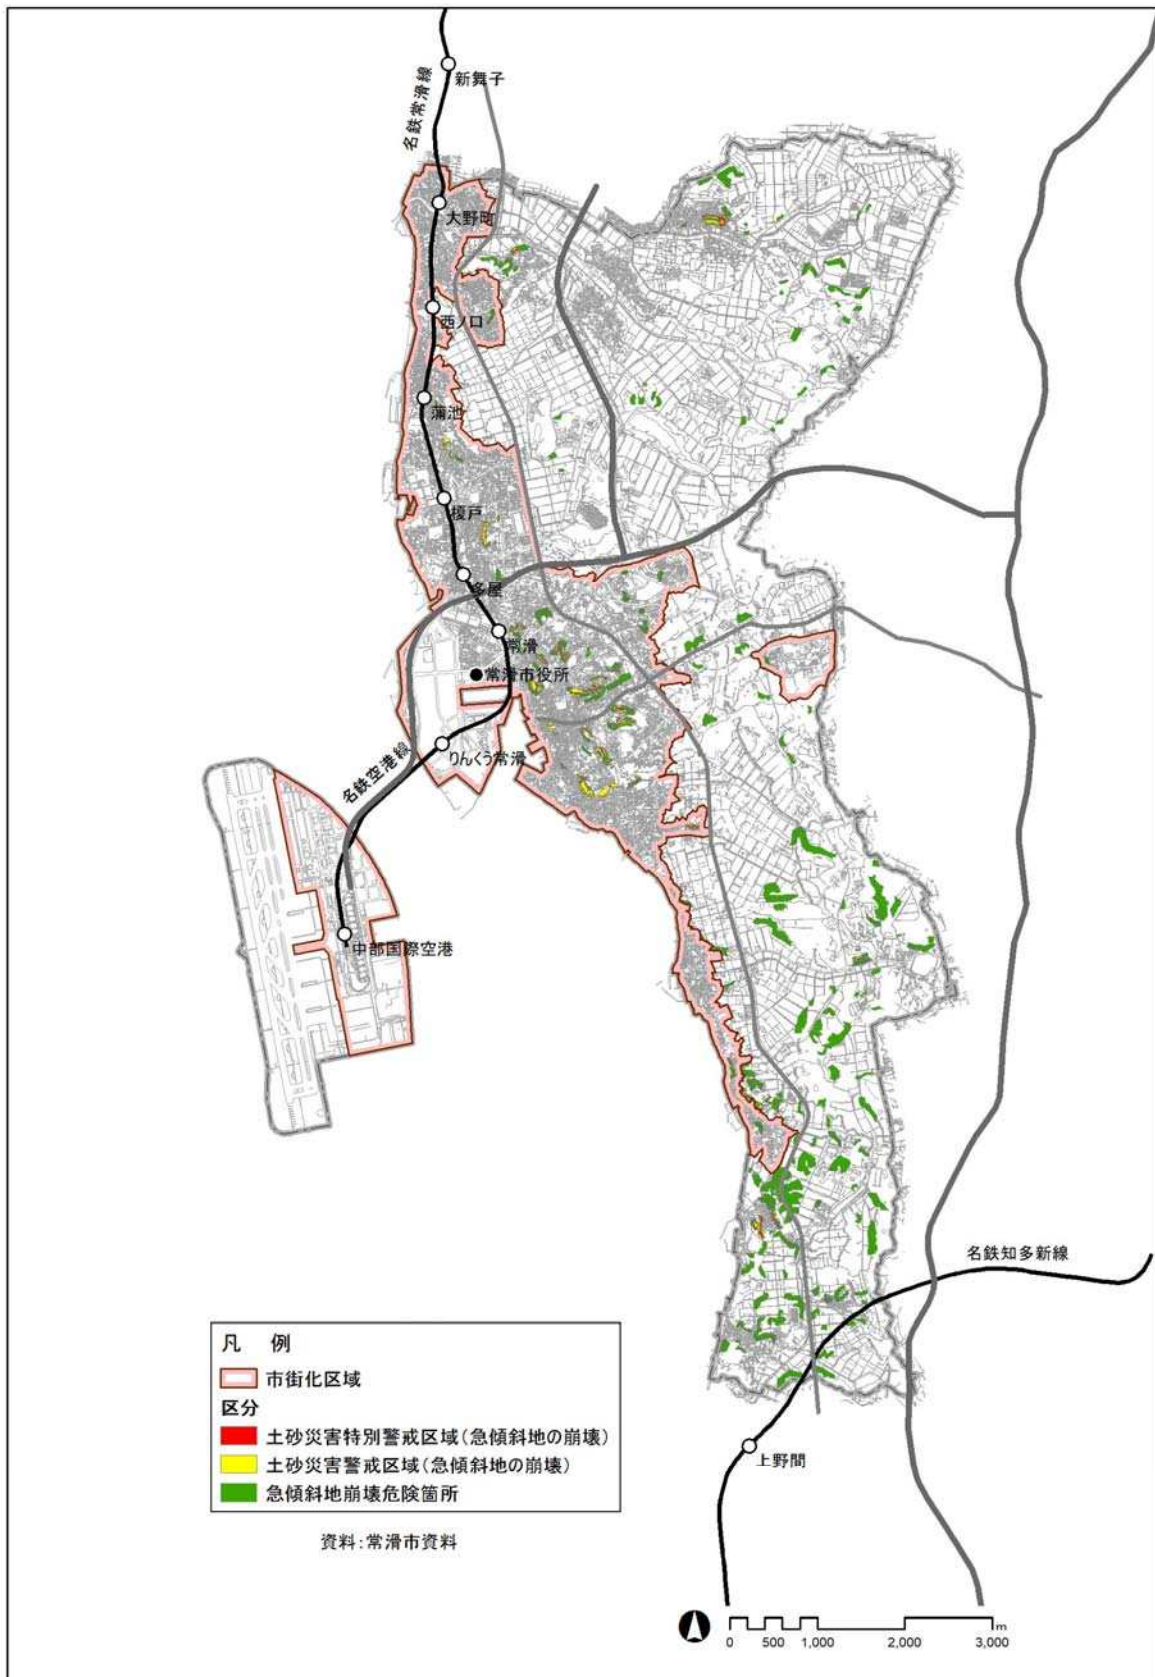 新舞子
名鉄常滑線
大野町
西ノ口
蒲池
榎戸
多屋
常滑
常滑市役所
りんくう常滑
名鉄空港線
中部国際空港
名鉄知多新線
凡 例
市街化区域
区分
土砂災害特別警戒区域(急傾斜地の崩壊)
土砂災害警戒区域(急傾斜地の崩壊)
急傾斜地崩壊危険箇所
上野間
資料:常滑市資料
m
0 500 1,000 2,000 3,000